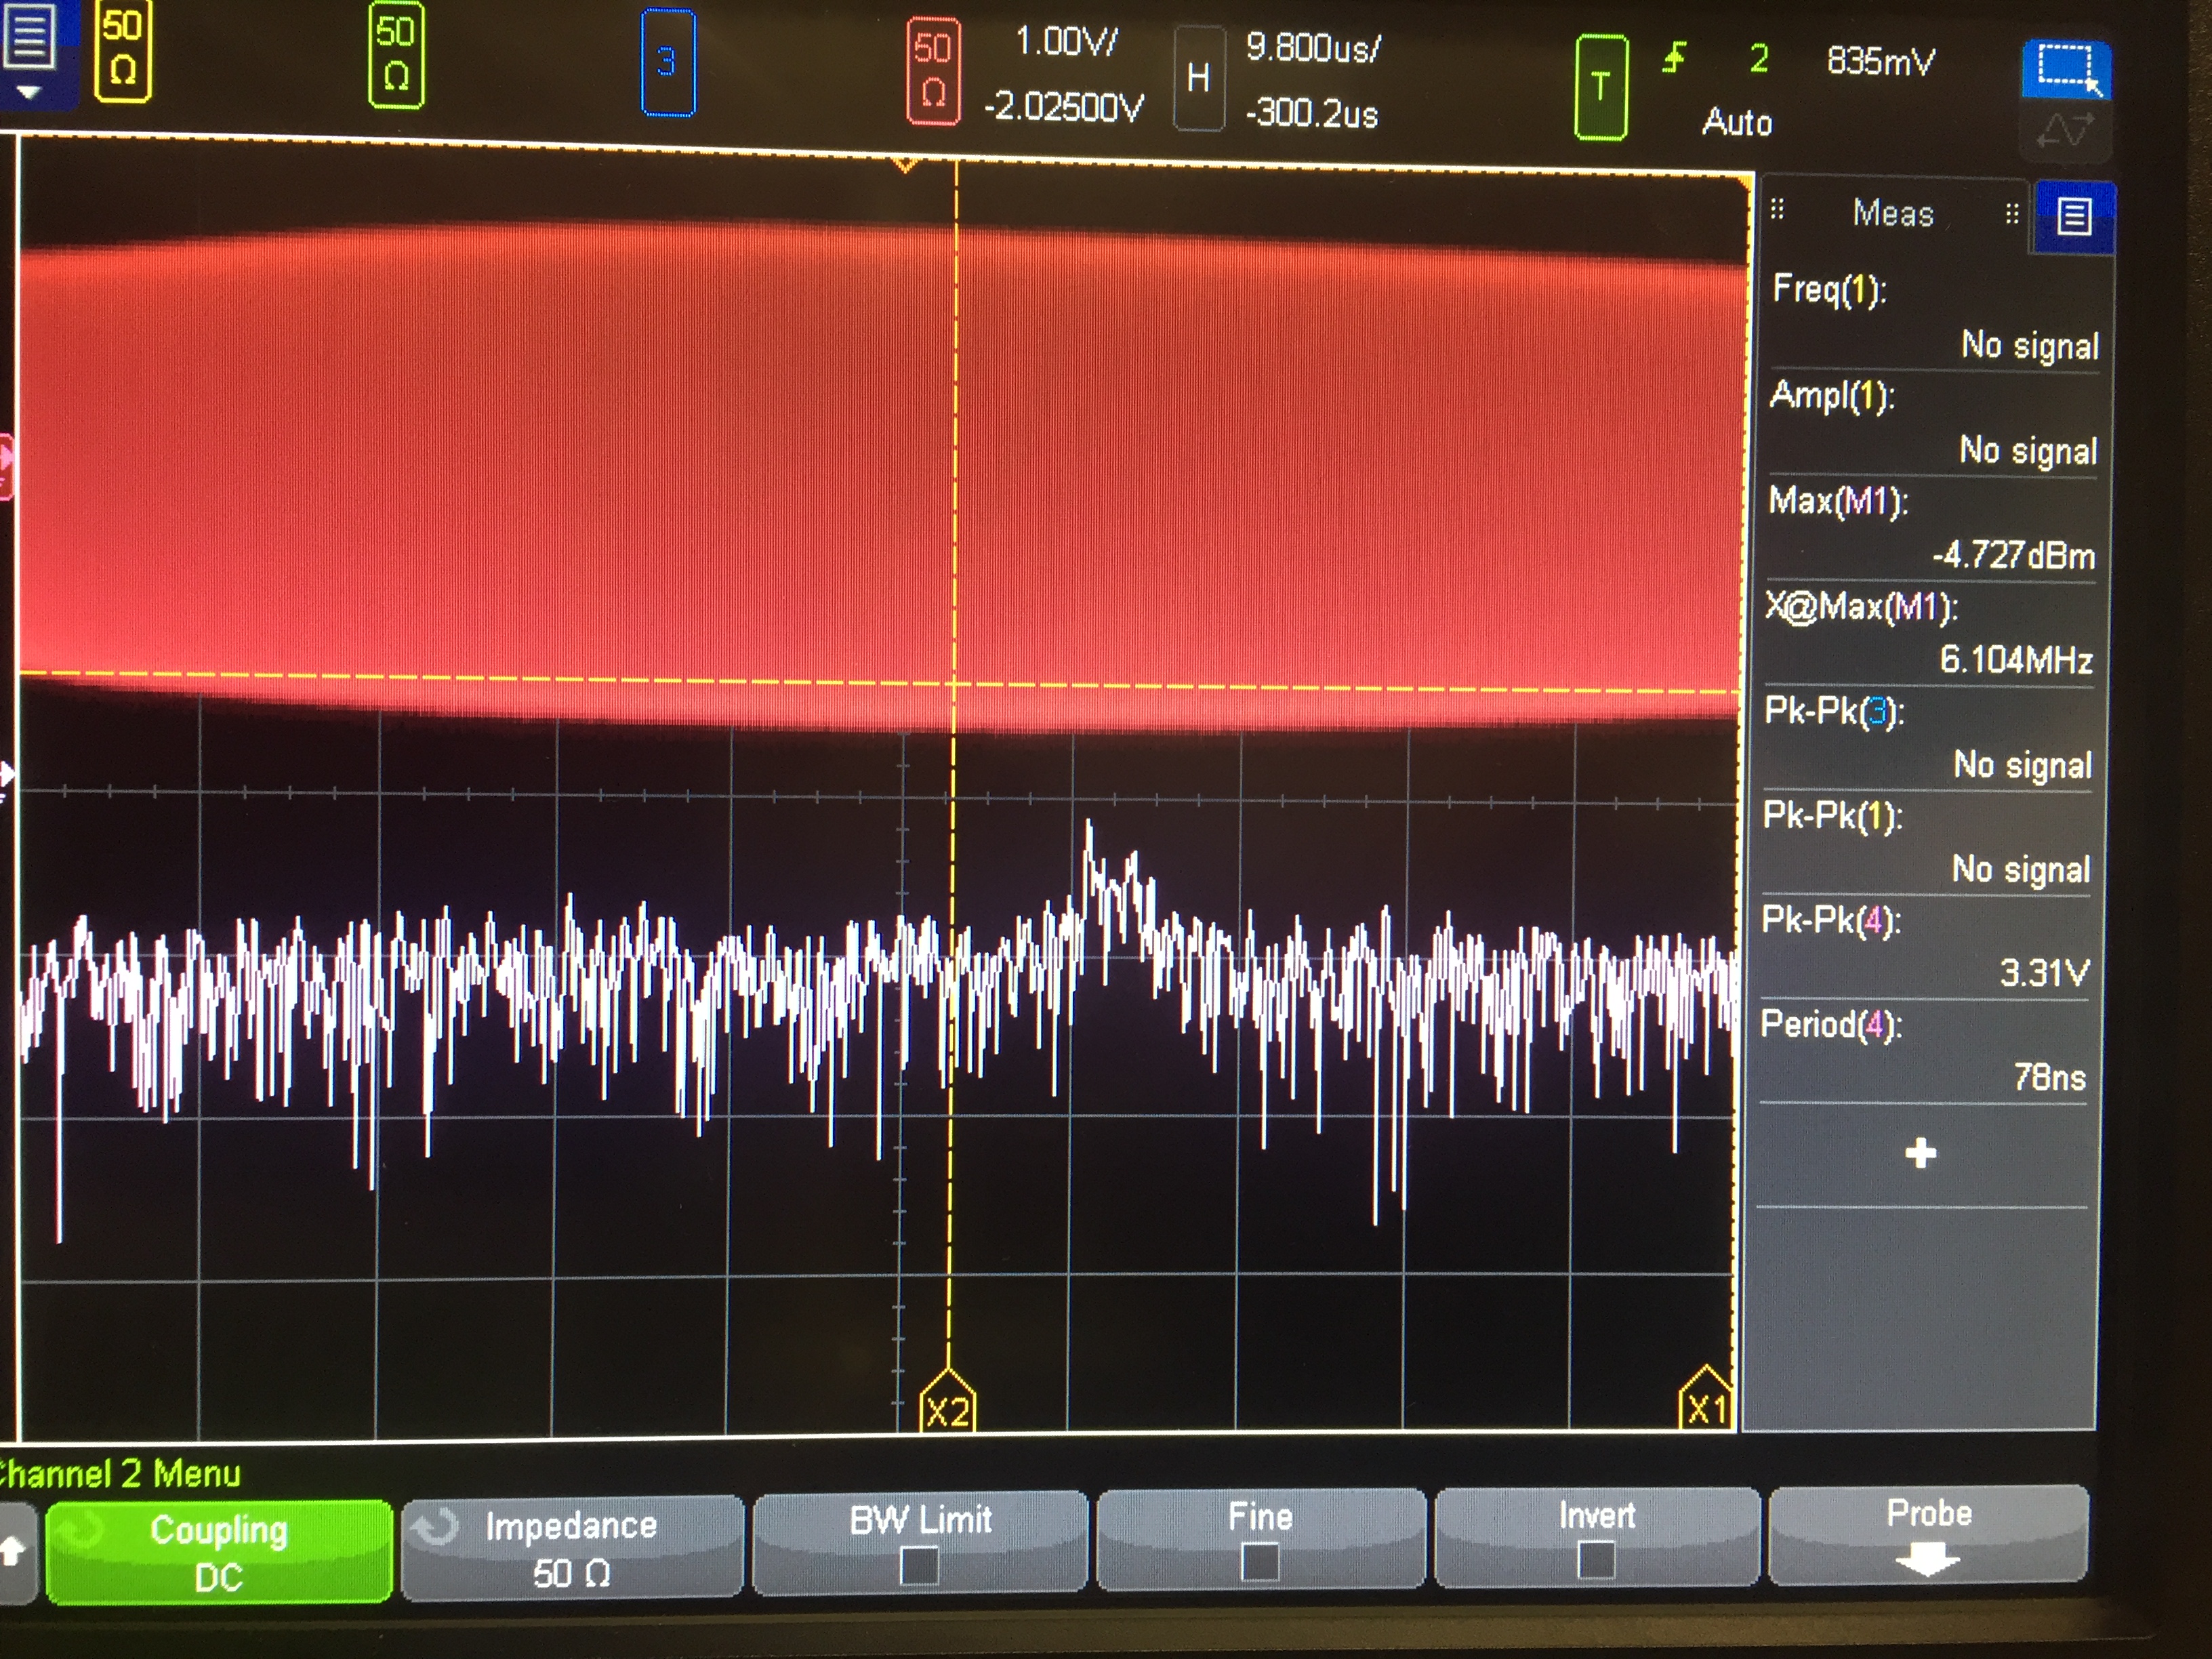 50
Ω
50
Ω
3
50
Ω
1.00V/
-2.02500V
H
9.800us/
-300.2us
T
2
835mV
Auto
Meas
Freq(1):
No signal
Ampl(1):
No signal
Max(M1):
-4.727dBm
X@Max(M1):
6.104MHz
Pk-Pk(3):
No signal
Pk-Pk(1):
No signal
Pk-Pk(4):
3.31V
Period(4):
78ns
X2
X1
Channel 2 Menu
Coupling
DC
Impedance
50 Ω
BW Limit
Fine
Invert
Probe